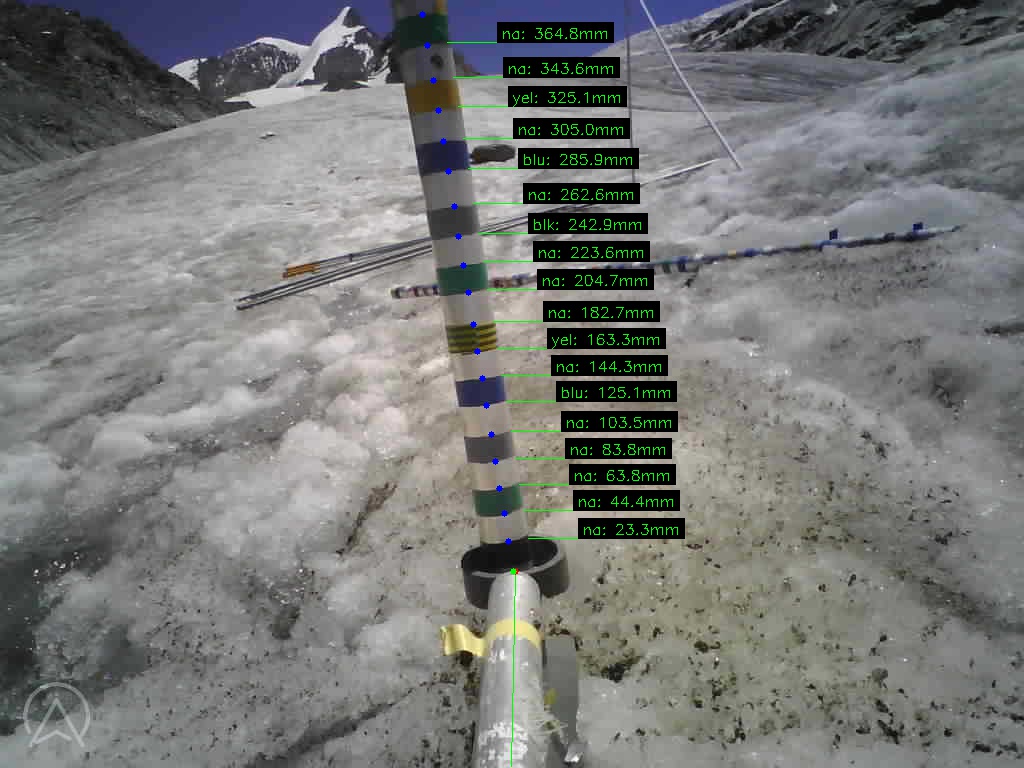 na: 364.8mm
na: 343.6mm
yel: 325.1mm
na: 305.0mm
blu: 285.9mm
na: 262.6mm
blk: 242.9mm
na: 223.6mm
na: 204.7mm
na: 182.7mm
yel: 163.3mm
na: 144.3mm
blu: 125.1mm
na: 103.5mm
na: 83.8mm
na: 63.8mm
na: 44.4mm
na: 23.3mm